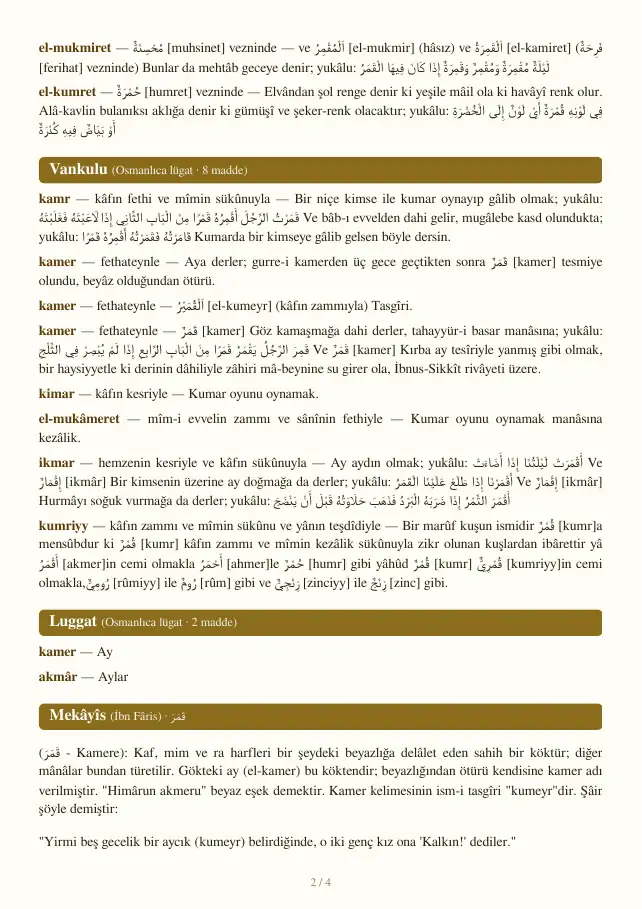 el-mukmiret — مُحْسِنَةٌ [muhsinet] vezninde — ve اَلْمُقْمِرُ [el-mukmir] (hâsız) ve اَلْقَمِرَةُ [el-kamiret] (فَرِحَةٌ
[ferihat] vezninde) Bunlar da mehtâb geceye denir; yukâlu: لَيْلَةٌ مُقْمِرَةٌ وَمُقْمِرٌ وَقَمِرَةٌ إِذَا كَانَ فِيهَا الْقَمَرُ
el-kumret — حُمْرَةٌ [humret] vezninde — Elvândan şol renge denir ki yeşile mâil ola ki havâyî renk olur.
Alâ-kavlin bulanıksı aklığa denir ki gümüşî ve şeker-renk olacaktır; yukâlu: فِي لَوْنِهِ قُمْرَةٌ أَيْ لَوْنٌ إِلَى الْخُضْرَةِ
أَوْ بَيَاضٌ فِيهِ كُدْرَةٌ
Vankulu (Osmanlıca lügat · 8 madde)
kamr — kâfın fethi ve mîmin sükûnuyla — Bir niçe kimse ile kumar oynayıp gâlib olmak; yukâlu:
قَمَرْتُ الرَّجُلَ أَقْمِرُهُ قَمْرًا مِنَ الْبَابِ الثَّانِي إِذَا لاَعَبْتَهُ فَغَلَبْتَهُ Ve bâb-ı evvelden dahi gelir, mugâlebe kasd olundukta;
yukâlu: قَامَرْتُهُ فَقَمَرْتُهُ أَقْمِرُهُ قَمْرًا Kumarda bir kimseye gâlib gelsen böyle dersin.
kamer — fethateynle — Aya derler; gurre-i kamerden üç gece geçtikten sonra قَمَرٌ [kamer] tesmiye
olundu, beyâz olduğundan ötürü.
kamer — fethateynle — اَلْقُمَيْرُ [el-kumeyr] (kâfın zammıyla) Tasgîri.
kamer — fethateynle — قَمَرٌ [kamer] Göz kamaşmağa dahi derler, tahayyür-i basar manâsına; yukâlu:
قَمِرَ الرَّجُلُ يَقْمَرُ قَمَرًا مِنَ الْبَابِ الرَّابِعِ إِذَا لَمْ يُبْصِرْ فِي الثَّلْجِ Ve قَمَرٌ [kamer] Kırba ay tesîriyle yanmış gibi olmak,
bir haysiyyetle ki derinin dâhiliyle zâhiri mâ-beynine su girer ola, İbnus-Sikkît rivâyeti üzere.
kimar — kâfın kesriyle — Kumar oyunu oynamak.
el-mukâmeret — mîm-i evvelin zammı ve sânînin fethiyle — Kumar oyunu oynamak manâsına
kezâlik.
ikmar — hemzenin kesriyle ve kâfın sükûnuyla — Ay aydın olmak; yukâlu: أَقْمَرَتْ لَيْلَتُنَا إِذَا أَضَاءَتْ Ve
إِقْمَارٌ [ikmâr] Bir kimsenin üzerine ay doğmağa da derler; yukâlu: أَقْمَرْنَا إِذَا طَلَعَ عَلَيْنَا الْقَمَرُ Ve إِقْمَارٌ [ikmâr]
Hurmâyı soğuk vurmağa da derler; yukâlu: أَقْمَرَ التَّمْرُ إِذَا ضَرَبَهُ الْبَرْدُ فَذَهَبَ حَلَاوَتُهُ قَبْلَ أَنْ يَنْضَجَ
kumriyy — kâfın zammı ve mîmin sükûnu ve yânın teşdîdiyle — Bir marûf kuşun ismidir قُمْرٌ [kumr]a
mensûbdur ki قُمْرٌ [kumr] kâfın zammı ve mîmin kezâlik sükûnuyla zikr olunan kuşlardan ibârettir yâ
أَقْمَرُ [akmer]in cemi olmakla أَحْمَرُ [ahmer]le حُمْرٌ [humr] gibi yâhûd قُمْرٌ [kumr] قُمْرِيٌّ [kumriyy]in cemi
olmakla,رُومِيٌّ [rûmiyy] ile رُومٌ [rûm] gibi ve زِنْجِيٌّ [zinciyy] ile زِنْجٌ [zinc] gibi.
Luggat (Osmanlıca lügat · 2 madde)
kamer — Ay
akmâr — Aylar
Mekâyîs (İbn Fâris) · قَمَرَ
(قَمَرَ - Kamere): Kaf, mim ve ra harfleri bir şeydeki beyazlığa delâlet eden sahih bir köktür; diğer
mânâlar bundan türetilir. Gökteki ay (el-kamer) bu köktendir; beyazlığından ötürü kendisine kamer adı
verilmiştir. "Himârun akmeru" beyaz eşek demektir. Kamer kelimesinin ism-i tasgîri "kumeyr"dir. Şâir
şöyle demiştir:
"Yirmi beş gecelik bir aycık (kumeyr) belirdiğinde, o iki genç kız ona 'Kalkın!' dediler."
2 / 4